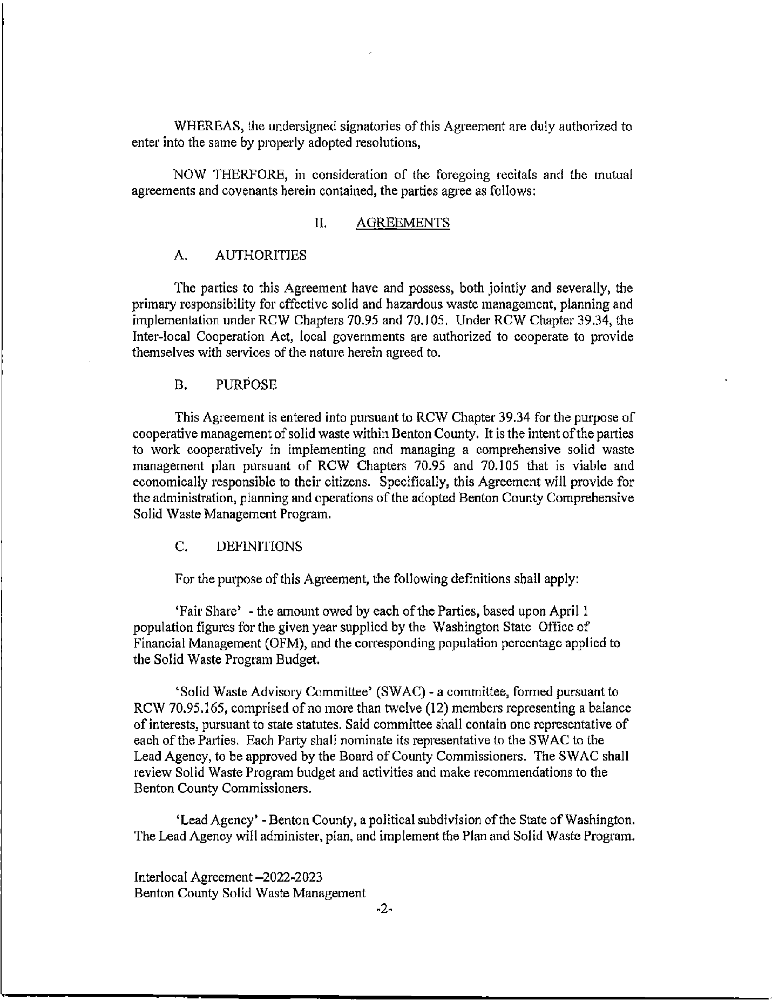 WHEREAS, the undersigned signatories of this Agreement are duly authorized to
enter into the same by properly adopted resolutions,
NOW THERFORE, in consideration of the foregoing recitals and the mutual
agreements and covenants herein contained, the parties agree as follows:
II. AGREEMENTS
A. AUTHORITIES
The parties to this Agreement have and possess, both jointly and severally, the
primary responsibility for effective solid and hazardous waste management, planning and
implementation under RCW Chapters 70.95 and 70.105. Under RCW Chapter 39.34, the
Inter-local Cooperation Act, local governments are authorized to cooperate to provide
themselves with services of the nature herein agreed to.
B. PURPOSE
This Agreement is entered into pursuant to RCW Chapter 39.34 for the purpose of
cooperative management of solid waste within Benton County. It is the intent of the parties
to work cooperatively in implementing and managing a comprehensive solid waste
management plan pursuant of RCW Chapters 70.95 and 70.105 that is viable and
economically responsible to their citizens. Specifically, this Agreement will provide for
the administration, planning and operations of the adopted Benton County Comprehensive
Solid Waste Management Program.
C. DEFINITIONS
For the purpose of this Agreement, the following definitions shall apply:
‘Fair Share’ - the amount owed by each of the Parties, based upon April 1
population figures for the given year supplied by the Washington State Office of
Financial Management (OFM), and the corresponding population percentage applied to
the Solid Waste Program Budget.
‘Solid Waste Advisory Committee’ (SWAC) - a committee, formed pursuant to
RCW 70.95.165, comprised of no more than twelve (12) members representing a balance
of interests, pursuant to state statutes. Said committee shall contain one representative of
each of the Parties. Each Party shall nominate its representative to the SWAC to the
Lead Agency, to be approved by the Board of County Commissioners. The SWAC shall
review Solid Waste Program budget and activities and make recommendations to the
Benton County Commissioners.
‘Lead Agency’ - Benton County, a political subdivision of the State of Washington.
The Lead Agency will administer, plan, and implement the Plan and Solid Waste Program.
Interlocal Agreement –2022-2023
Benton County Solid Waste Management
-2-